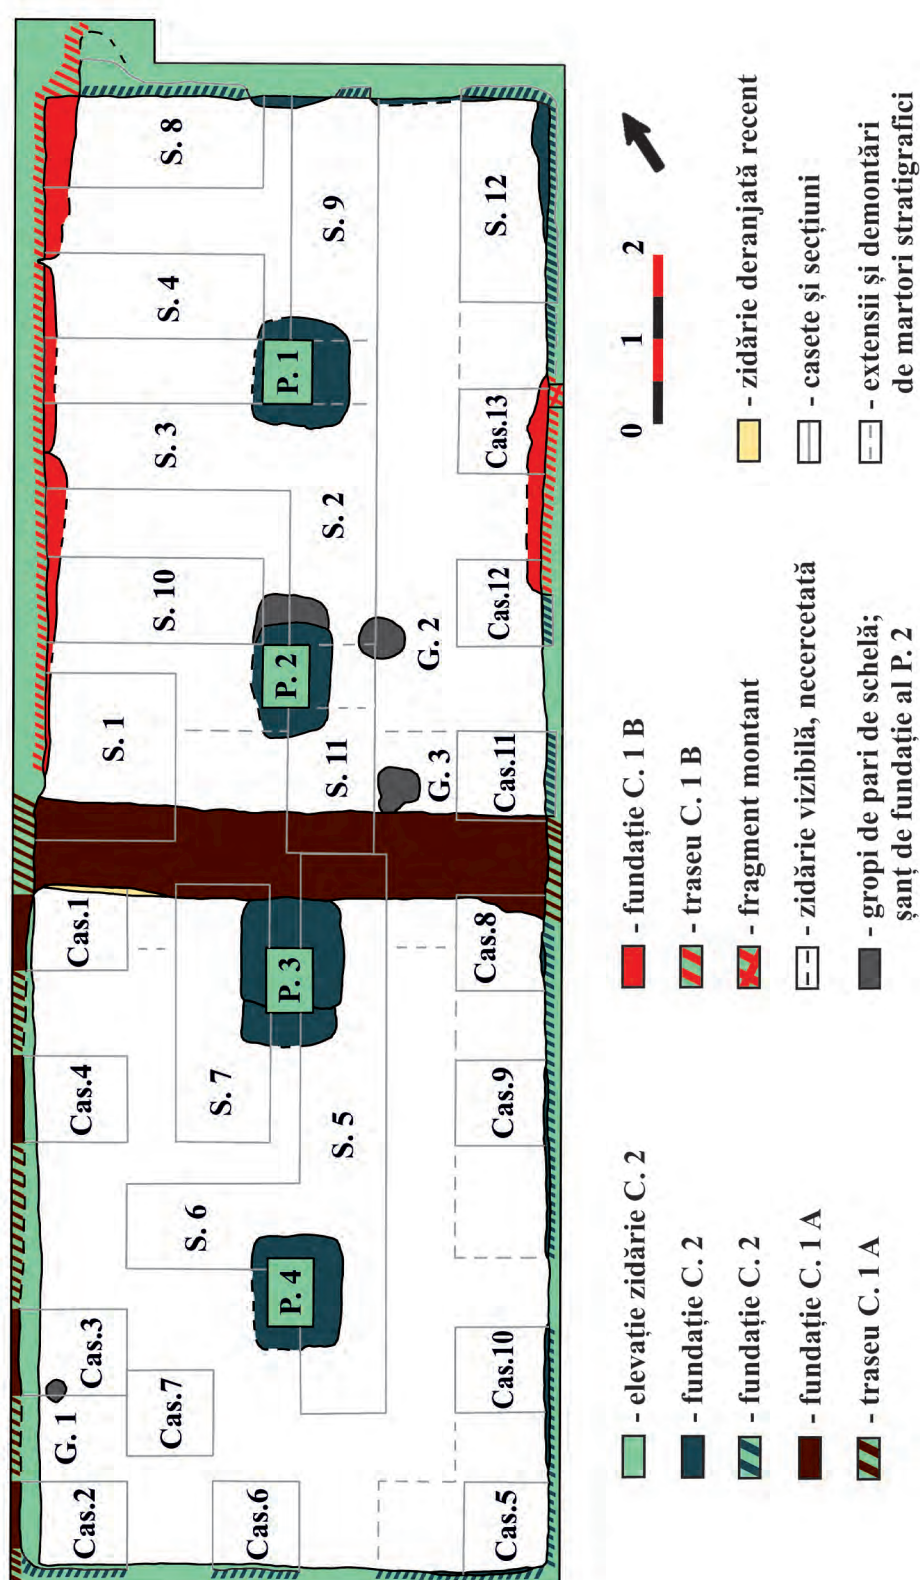 S. 8
S. 4
S. 3
S. 10
S. 1
Cas.1
Cas.4
Cas.3
G. 1
Cas.2
S. 9
P. 1
S. 2
P. 2
G. 2
S. 11
G. 3
P. 3
S. 7
S. 5
S. 6
P. 4
Cas.7
Cas.6
S. 12
Cas.13
Cas.12
Cas.11
Cas.8
Cas.9
Cas.10
Cas.5
0 1 2
- elevație zidărie C. 2
- fundație C. 2
- fundație C. 2
- fundație C. 1 A
- traseu C. 1 A
- fundație C. 1 B
- traseu C. 1 B
- fragment montant
- zidărie vizibilă, necercetată
- gropi de pari de schelă;
șanț de fundație al P. 2
- zidărie deranjată recent
- casete și secțiuni
- extensii și demontări
de martori stratigrafici